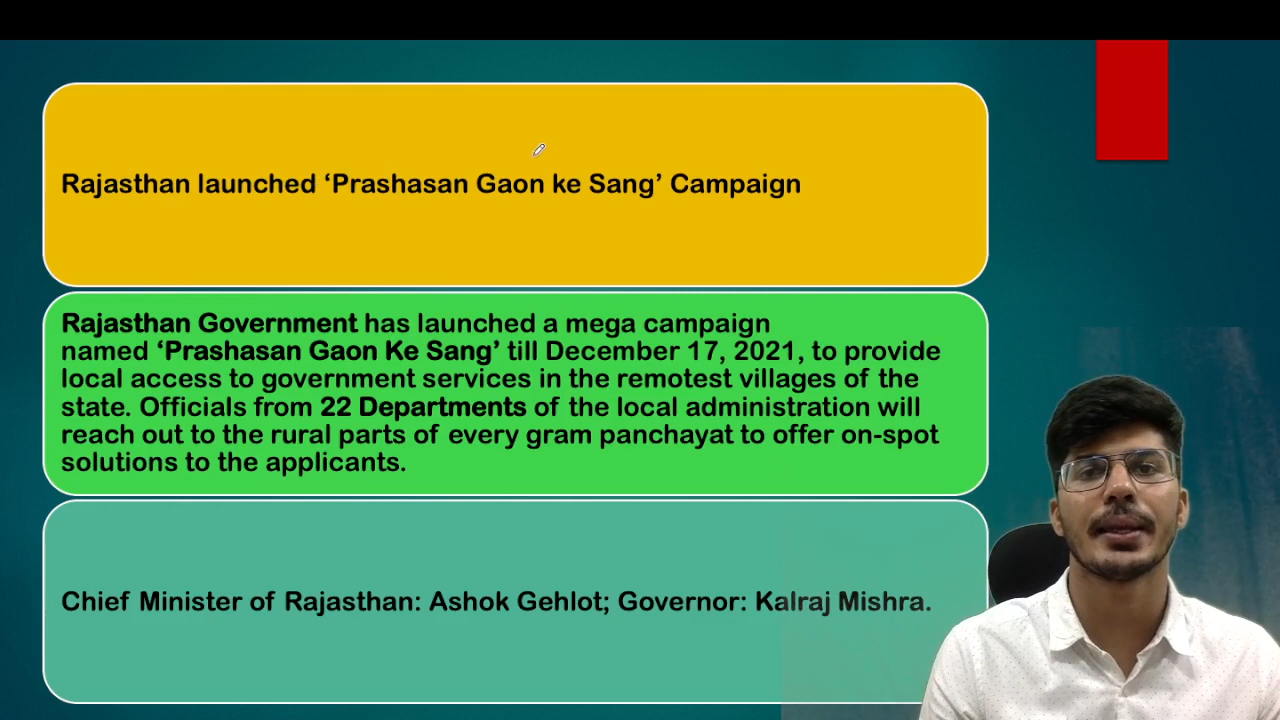 Rajasthan launched ‘Prashasan Gaon ke Sang’ Campaign
Rajasthan Government has launched a mega campaign
named ‘Prashasan Gaon Ke Sang’ till December 17, 2021, to provide
local access to government services in the remotest villages of the
state. Officials from 22 Departments of the local administration will
reach out to the rural parts of every gram panchayat to offer on-spot
solutions to the applicants.
Chief Minister of Rajasthan: Ashok Gehlot; Governor: Kalraj Mishra.